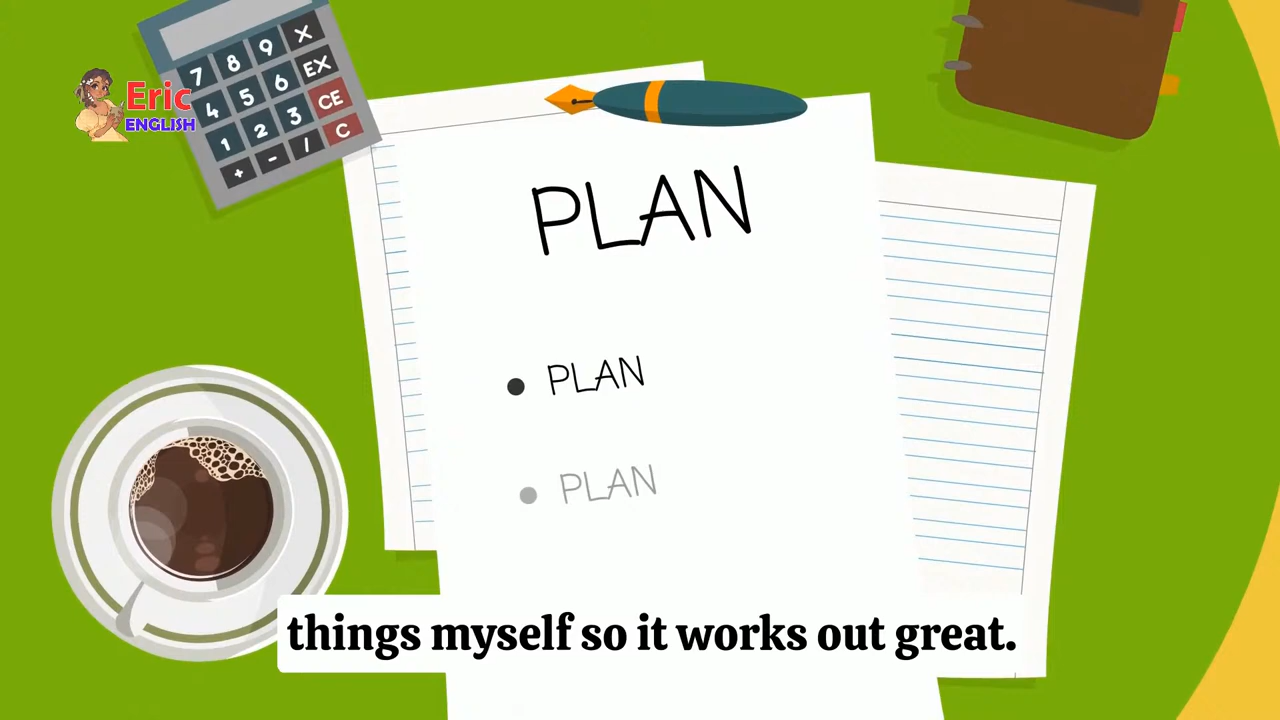 7 8 9 X
4 5 6 EX
1 2 3 CE
+ - / C
Eric
ENGLISH
PLAN
• PLAN
• PLAN
things myself so it works out great.